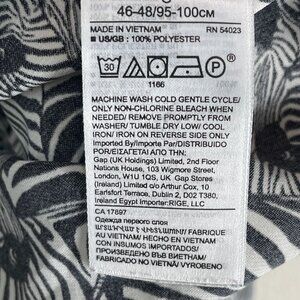 46-48/95-100CM
MADE IN VIETNAM RN 54023
■ US/GB: 100% POLYESTER
30
P
1166
MACHINE WASH COLD GENTLE CYCLE/
ONLY NON-CHLORINE BLEACH WHEN
NEEDED/ REMOVE PROMPTLY FROM
WASHER/ TUMBLE DRY LOW/ COOL
IRON/ IRON ON REVERSE SIDE ONLY
Imported By/Importé Par/DISTRIBUIDO
POR/ΕΙΣΑΓΕΤΑΙ ΑΠΟ ΤΗΝ:
Gap (UK Holdings) Limited, 2nd Floor
Nations House, 103 Wigmore Street,
London, W1U 1QS, UK Gap Stores
(Ireland) Limited c/o Arthur Cox, 10
Earlsfort Terrace, Dublin 2, D02 T380,
Ireland Egypt Importer:RIGE, LLC
CA 17897
Одежда первого слоя
FABRIQUÉ
AU VIETNAM/ HECHO EN VIETNAM
CON INSUMOS IMPORTADOS/
FABRICADO NO VIETNÃ/VYROBENO